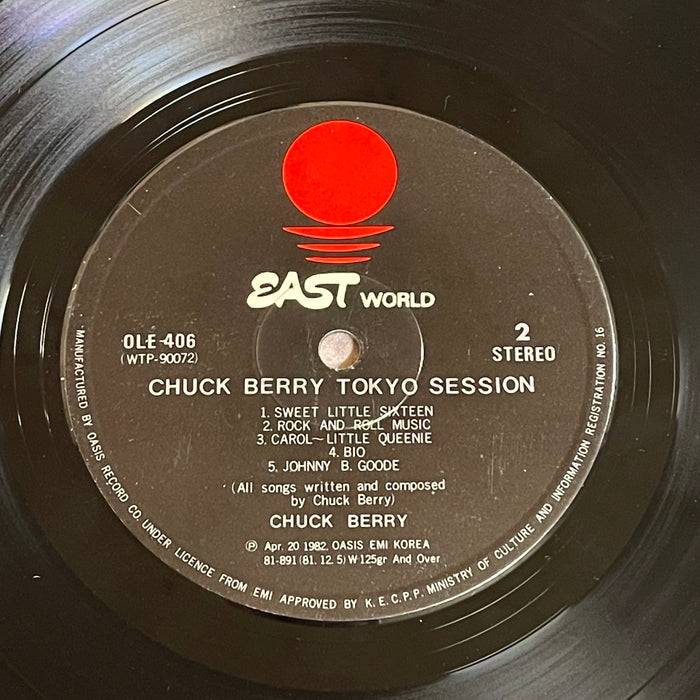 EAST WORLD
OLE-406
(WTP-90072)
2
STEREO
CHUCK BERRY TOKYO SESSION
1. SWEET LITTLE SIXTEEN
2. ROCK AND ROLL MUSIC
3. CAROL~LITTLE QUEENIE
4. BIO
5. JOHNNY B. GOODE
(All songs written and composed
by Chuck Berry)
CHUCK BERRY
Ⓟ Apr. 20 1982. OASIS EMI KOREA
81-891 (81. 12. 5) W·125gr And Over
MANUFACTURED BY OASIS RECORD CO. UNDER LICENCE FROM EMI APPROVED BY K. E. C. P. P. MINISTRY OF CULTURE AND INFORMATION REGISTRATION NO. 16